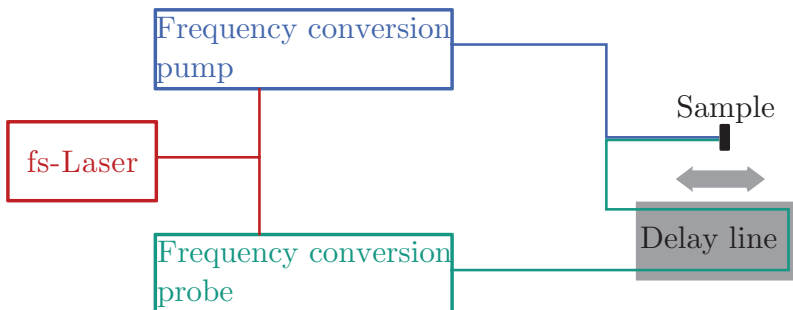 Frequency conversion
pump
Sample
fs-Laser
Delay line
Frequency conversion
probe